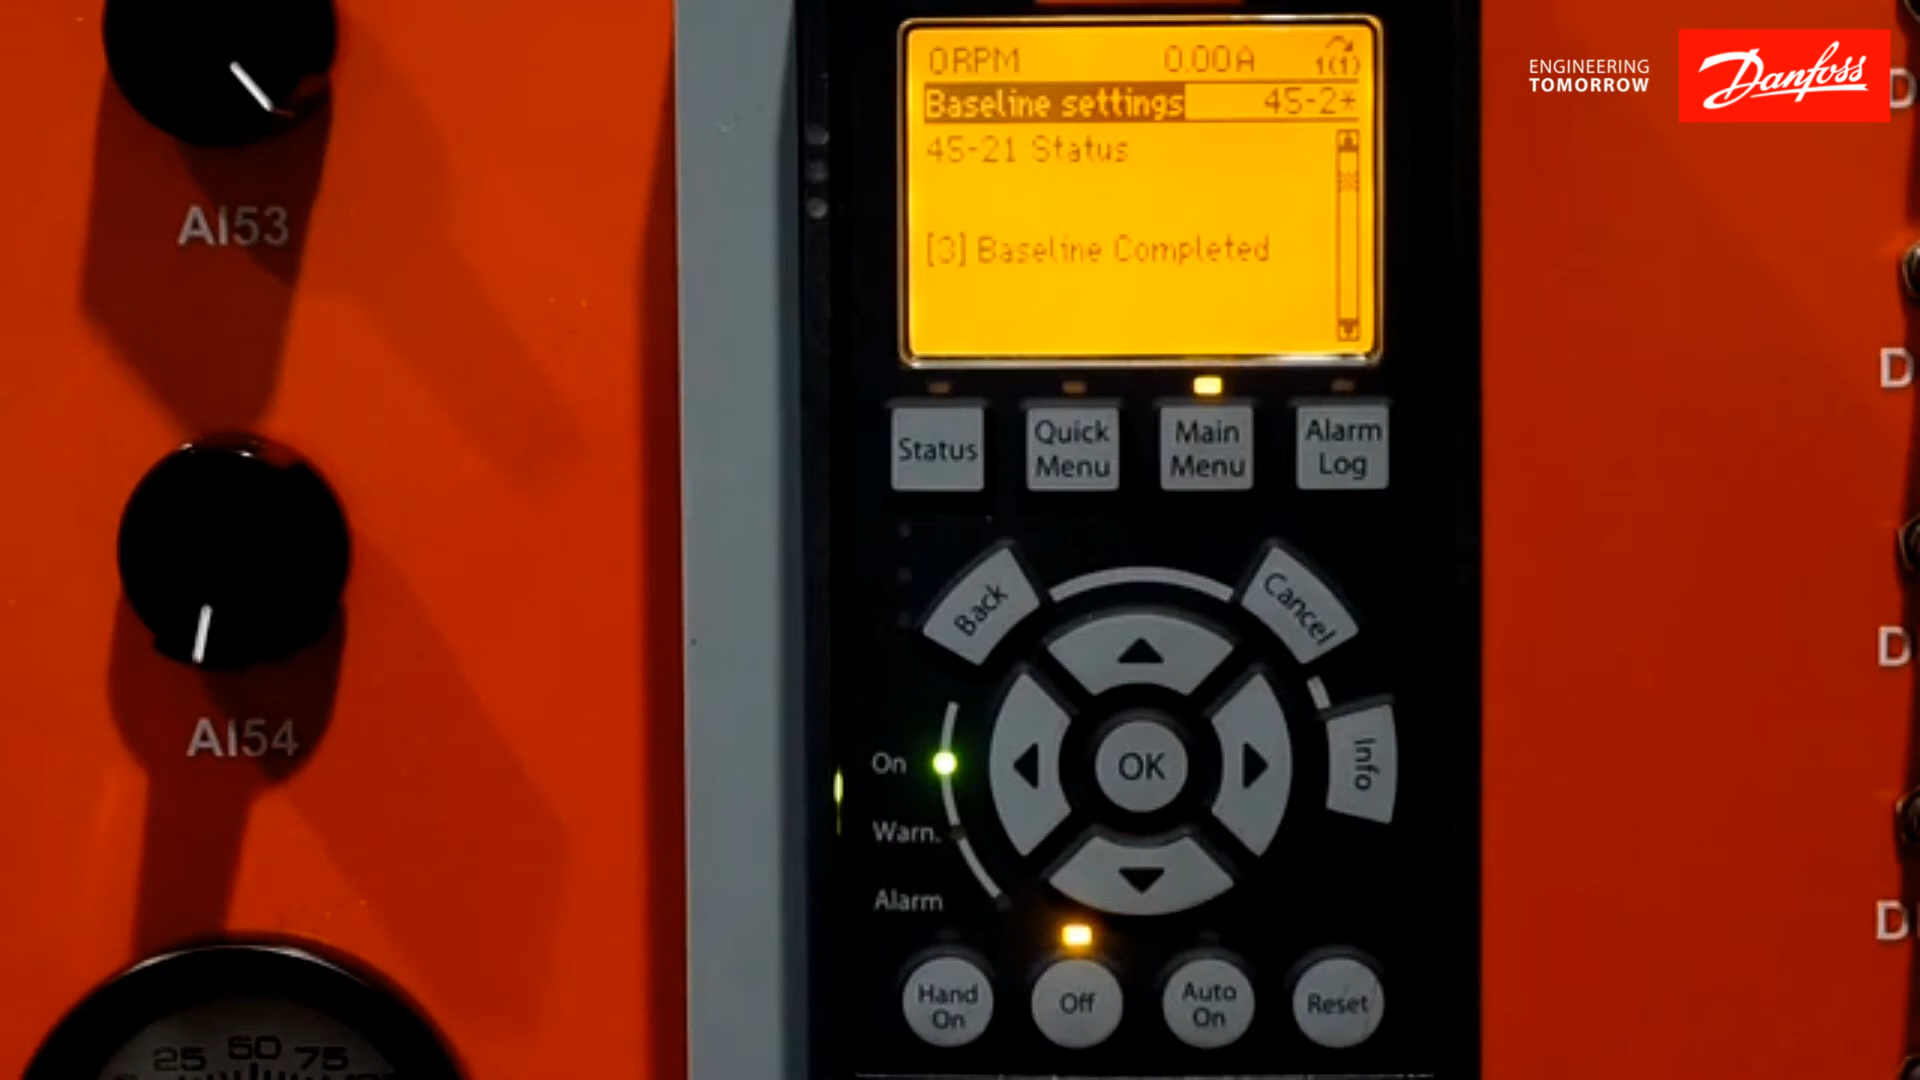 0RPM 0.00A 1(1)
Baseline settings 45-2*
45-21 Status
[3] Baseline Completed
ENGINEERING
TOMORROW
Danfoss
AI53
AI54
25 50 75
Status
Quick
Menu
Main
Menu
Alarm
Log
Back
Cancel
Info
OK
On
Warn.
Alarm
Hand
On
Off
Auto
On
Reset
D
D
D
D